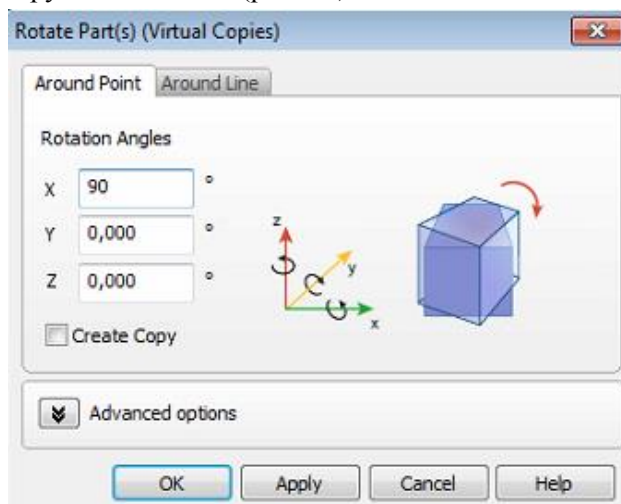 Rotate Part(s) (Virtual Copies)
Around Point Around Line
Rotation Angles
X 90 °
Y 0,000 °
Z 0,000 °
z
y
x
Create Copy
Advanced options
OK Apply Cancel Help